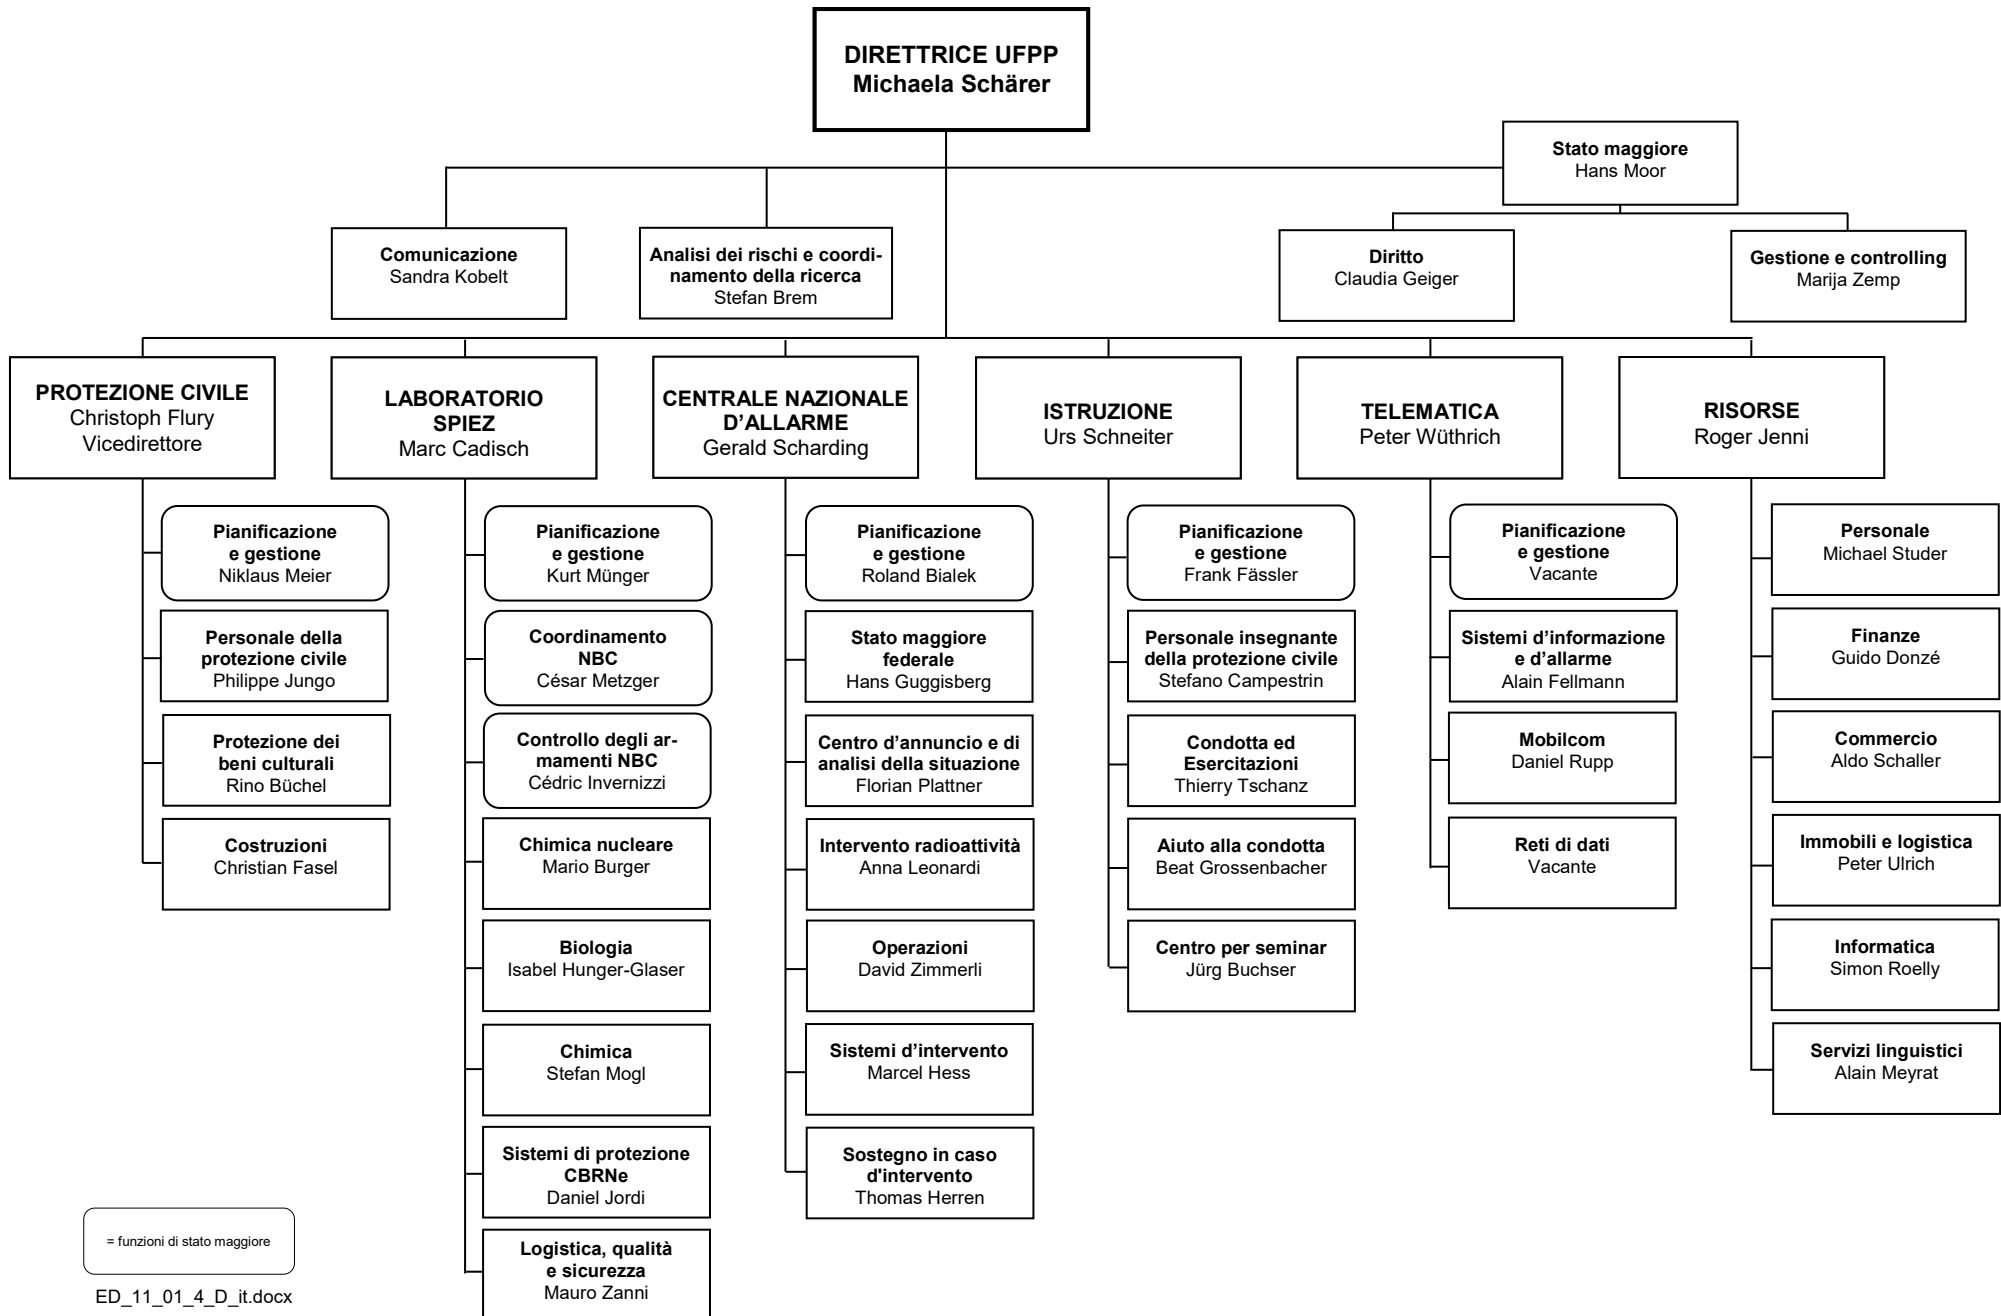 DIRETTRICE UFPP
Michaela Schärer
Stato maggiore
Hans Moor
Comunicazione
Sandra Kobelt
Analisi dei rischi e coordi-
namento della ricerca
Stefan Brem
Diritto
Claudia Geiger
Gestione e controlling
Marija Zemp
PROTEZIONE CIVILE
Christoph Flury
Vicedirettore
LABORATORIO
SPIEZ
Marc Cadisch
CENTRALE NAZIONALE
D’ALLARME
Gerald Scharding
ISTRUZIONE
Urs Schneiter
TELEMATICA
Peter Wüthrich
RISORSE
Roger Jenni
Pianificazione
e gestione
Niklaus Meier
Personale della
protezione civile
Philippe Jungo
Protezione dei
beni culturali
Rino Büchel
Costruzioni
Christian Fasel
Pianificazione
e gestione
Kurt Münger
Coordinamento
NBC
César Metzger
Controllo degli ar-
mamenti NBC
Cédric Invernizzi
Chimica nucleare
Mario Burger
Biologia
Isabel Hunger-Glaser
Chimica
Stefan Mogl
Sistemi di protezione
CBRNe
Daniel Jordi
Logistica, qualità
e sicurezza
Mauro Zanni
Pianificazione
e gestione
Roland Bialek
Stato maggiore
federale
Hans Guggisberg
Centro d’annuncio e di
analisi della situazione
Florian Plattner
Intervento radioattività
Anna Leonardi
Operazioni
David Zimmerli
Sistemi d’intervento
Marcel Hess
Sostegno in caso
d'intervento
Thomas Herren
Pianificazione
e gestione
Frank Fässler
Personale insegnante
della protezione civile
Stefano Campestrin
Condotta ed
Esercitazioni
Thierry Tschanz
Aiuto alla condotta
Beat Grossenbacher
Centro per seminar
Jürg Buchser
Pianificazione
e gestione
Vacante
Sistemi d’informazione
e d’allarme
Alain Fellmann
Mobilcom
Daniel Rupp
Reti di dati
Vacante
Personale
Michael Studer
Finanze
Guido Donzé
Commercio
Aldo Schaller
Immobili e logistica
Peter Ulrich
Informatica
Simon Roelly
Servizi linguistici
Alain Meyrat
= funzioni di stato maggiore
ED_11_01_4_D_it.docx